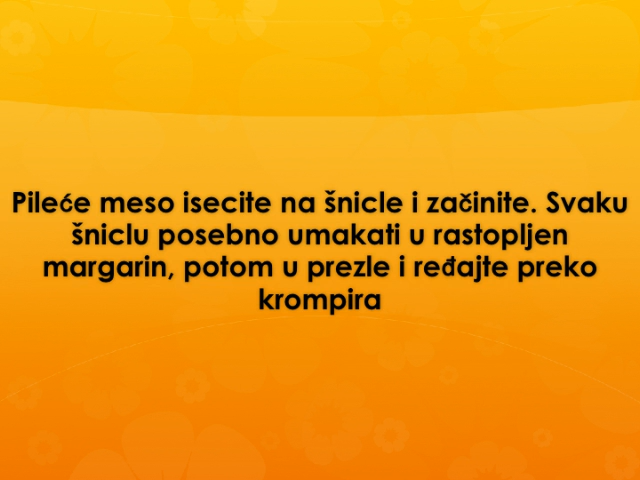 Pileće meso isecite na šnicle i začinite. Svaku
šniclu posebno umakati u rastopljen
margarin, potom u prezle i ređajte preko
krompira